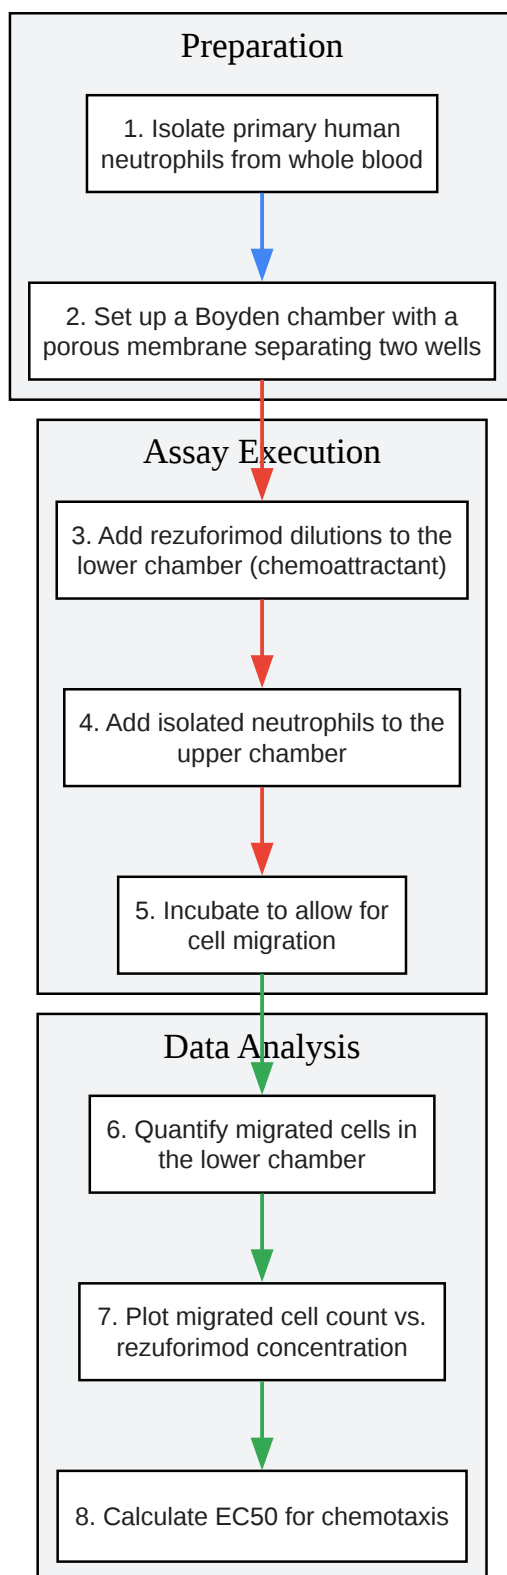 Preparation
1. Isolate primary human
neutrophils from whole blood
2. Set up a Boyden chamber with a
porous membrane separating two wells
Assay Execution
3. Add rezuforimod dilutions to the
lower chamber (chemoattractant)
4. Add isolated neutrophils to the
upper chamber
5. Incubate to allow for
cell migration
Data Analysis
6. Quantify migrated cells in
the lower chamber
7. Plot migrated cell count vs.
rezuforimod concentration
8. Calculate EC50 for chemotaxis